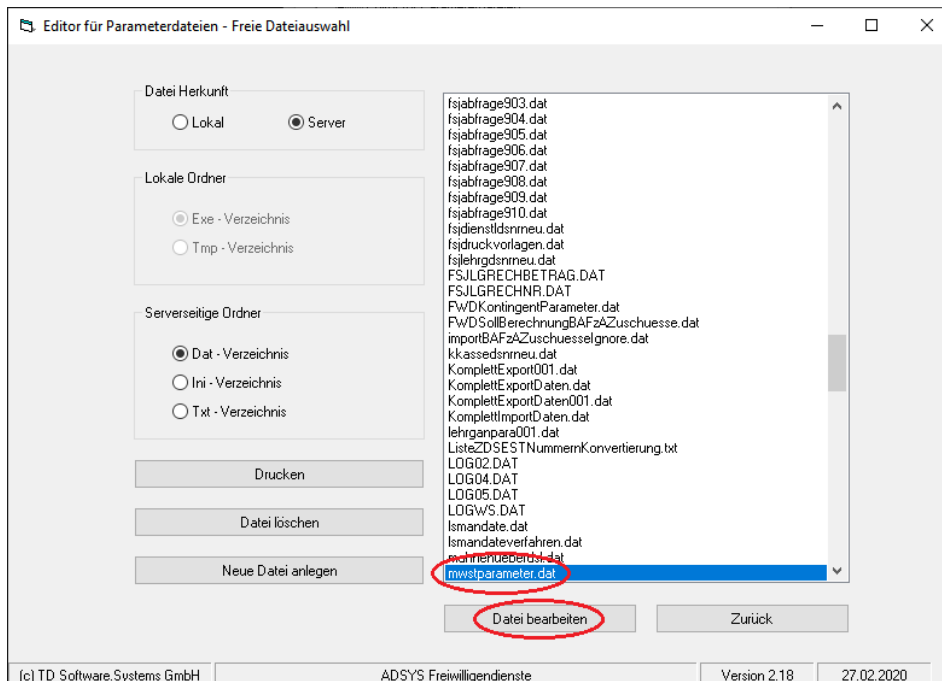 Editor für Parameterdateien - Freie Dateiauswahl
Datei Herkunft
Lokal
Server
Lokale Ordner
Exe - Verzeichnis
Tmp - Verzeichnis
Serverseitige Ordner
Dat - Verzeichnis
Ini - Verzeichnis
Txt - Verzeichnis
Drucken
Datei löschen
Neue Datei anlegen
fsjabfrage903.dat
fsjabfrage904.dat
fsjabfrage905.dat
fsjabfrage906.dat
fsjabfrage907.dat
fsjabfrage908.dat
fsjabfrage909.dat
fsjabfrage910.dat
fsjdienstldsnrneu.dat
fsjdruckvorlagen.dat
fsjlehrgdsnrneu.dat
FSJLGRECHBETRAG.DAT
FSJLGRECHNR.DAT
FWDKontingentParameter.dat
FWDSollBerechnungBAFzAZuschuesse.dat
importBAFzAZuschuesseIgnore.dat
kkassedsnrneu.dat
KomplettExport001.dat
KomplettExportDaten.dat
KomplettExportDaten001.dat
KomplettImportDaten.dat
lehrganpara001.dat
ListeZDSESTNummernKonvertierung.txt
LOG02.DAT
LOG04.DAT
LOG05.DAT
LOGWS.DAT
lsmandate.dat
lsmandateverfahren.dat
mwstparameter.dat
Datei bearbeiten
Zurück
(c) TD Software.Systems GmbH
ADSYS Freiwilligendienste
Version 2.18
27.02.2020